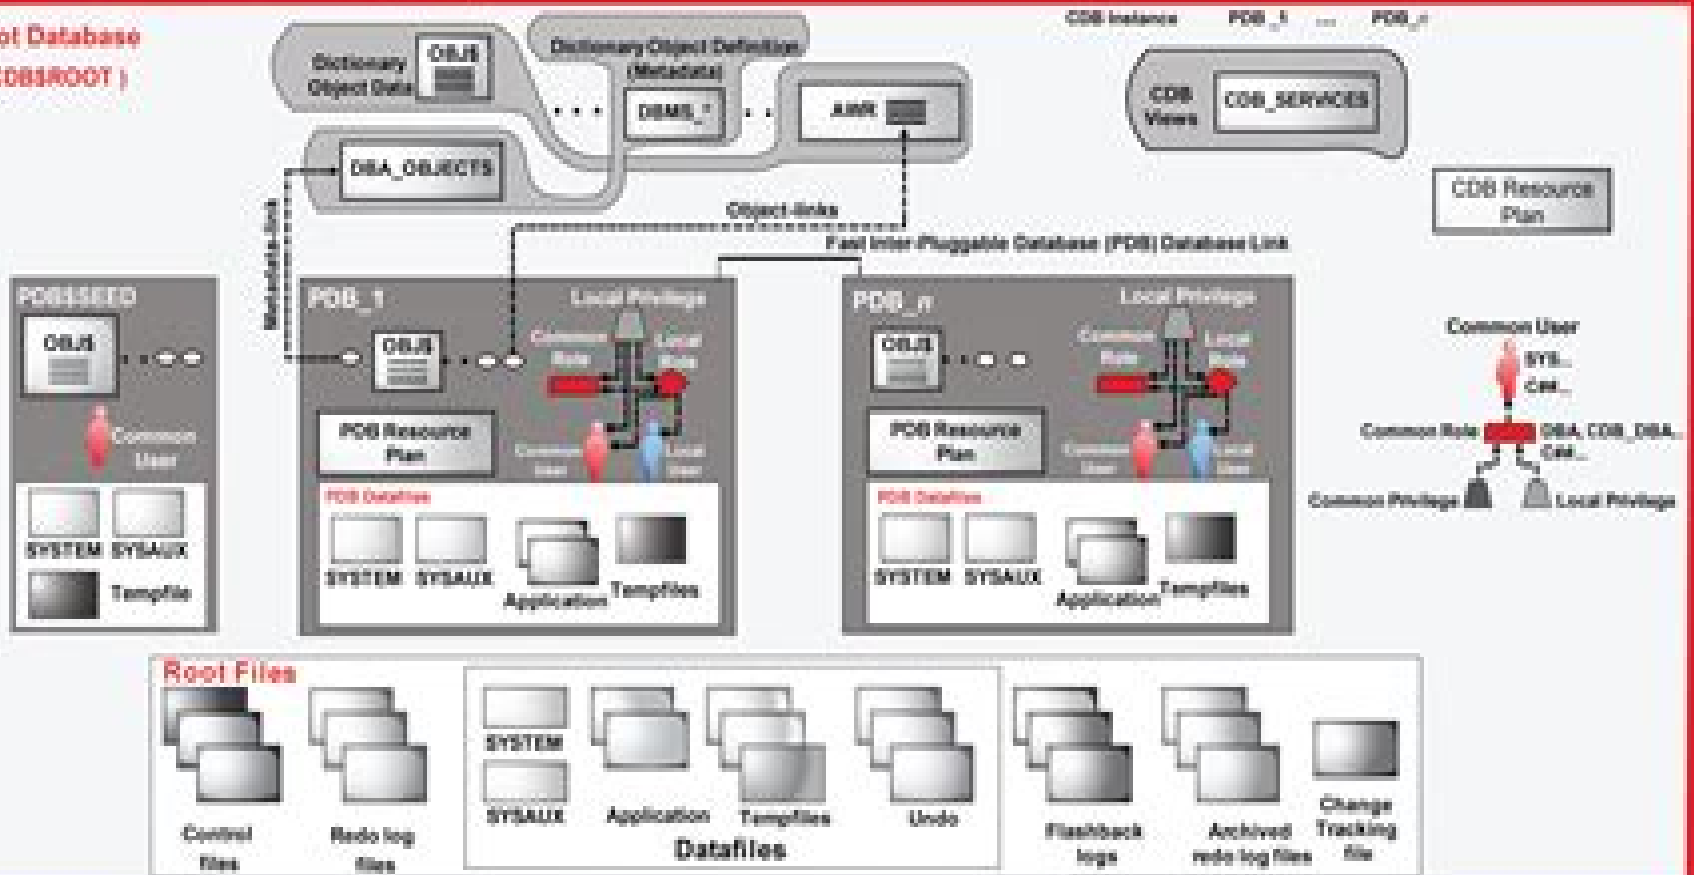 ot Database
CDB$ROOT )
Dictionary
Object Data
OBJ$
Dictionary Object Definition
(Metadata)
DBMS_*
AWR
DBA_OBJECTS
CDB Instance PDB_1 ... PDB_n
CDB
Views
CDB_SERVICES
CDB Resource
Plan
Metadata-link
Object-links
Fast Inter-Pluggable Database (PDB) Database Link
PDB$SEED
OBJ$
Common
User
SYSTEM SYSAUX
Tempfile
PDB_1
Local Privilege
OBJ$
Common
Role
Local
Role
PDB Resource
Plan
Common
User
Local
User
PDB Datafiles
SYSTEM SYSAUX
Application
Tempfiles
PDB_n
Local Privilege
OBJ$
Common
Role
Local
Role
PDB Resource
Plan
Common
User
Local
User
PDB Datafiles
SYSTEM SYSAUX
Application
Tempfiles
Common User
SYS...
C##...
Common Role
DBA, CDB_DBA...
C##...
Common Privilege
Local Privilege
Root Files
Control
files
Redo log
files
SYSTEM
SYSAUX
Application
Tempfiles
Undo
Datafiles
Flashback
logs
Archived
redo log files
Change
Tracking
file